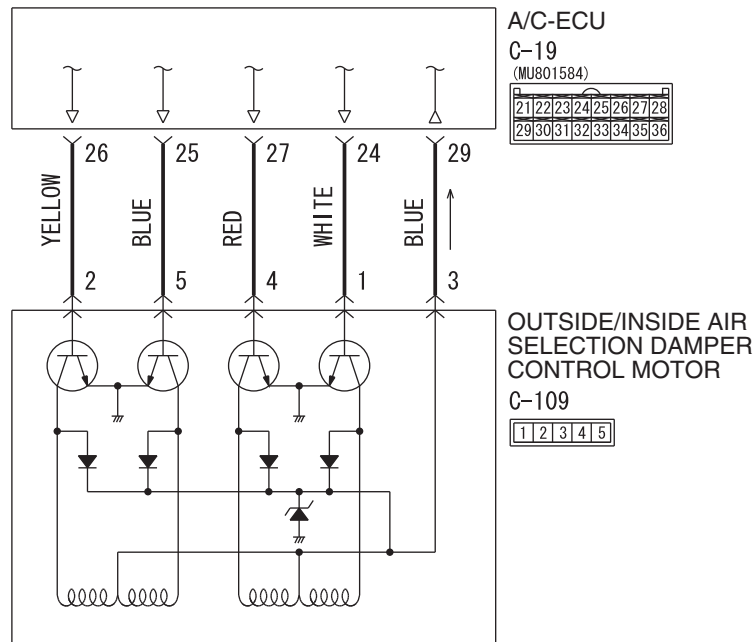 A/C-ECU
C-19
(MU801584)
21 22 23 24 25 26 27 28
29 30 31 32 33 34 35 36
26 25 27 24 29
YELLOW
BLUE
RED
WHITE
BLUE
2 5 4 1 3
OUTSIDE/INSIDE AIR
SELECTION DAMPER
CONTROL MOTOR
C-109
1 2 3 4 5